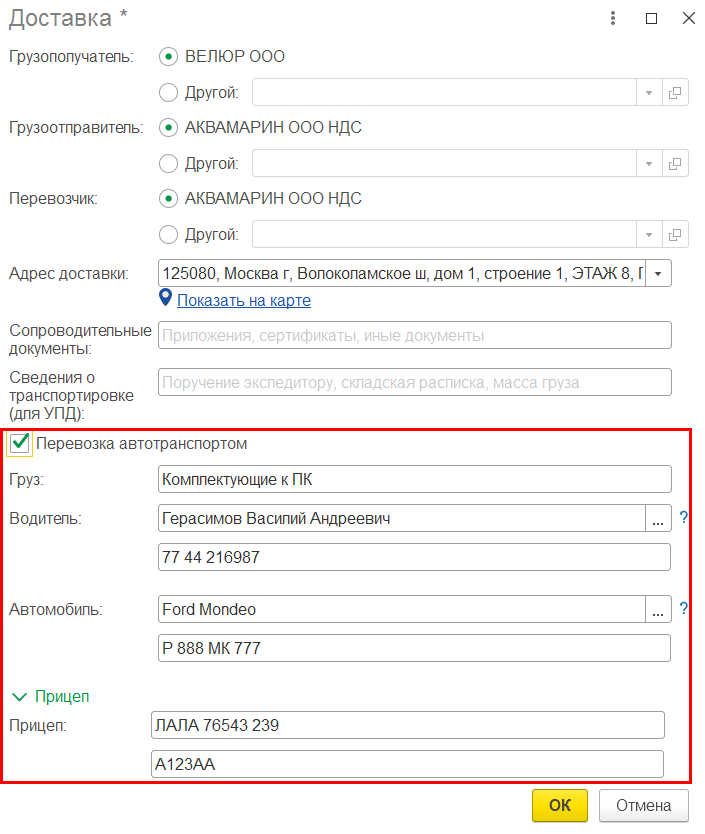 Доставка *
Грузополучатель: ВЕЛЮР ООО
Другой:
Грузоотправитель: АКВАМАРИН ООО НДС
Другой:
Перевозчик: АКВАМАРИН ООО НДС
Другой:
Адрес доставки: 125080, Москва г, Волоколамское ш, дом 1, строение 1, ЭТАЖ 8, Г
Показать на карте
Сопроводительные документы: Приложения, сертификаты, иные документы
Сведения о транспортировке (для УПД): Поручение экспедитору, складская расписка, масса груза
Перевозка автотранспортом
Груз: Комплектующие к ПК
Водитель: Герасимов Василий Андреевич ... ?
77 44 216987
Автомобиль: Ford Mondeo ... ?
Р 888 МК 777
Прицеп
Прицеп: ЛАЛА 76543 239
А123АА
ОК Отмена